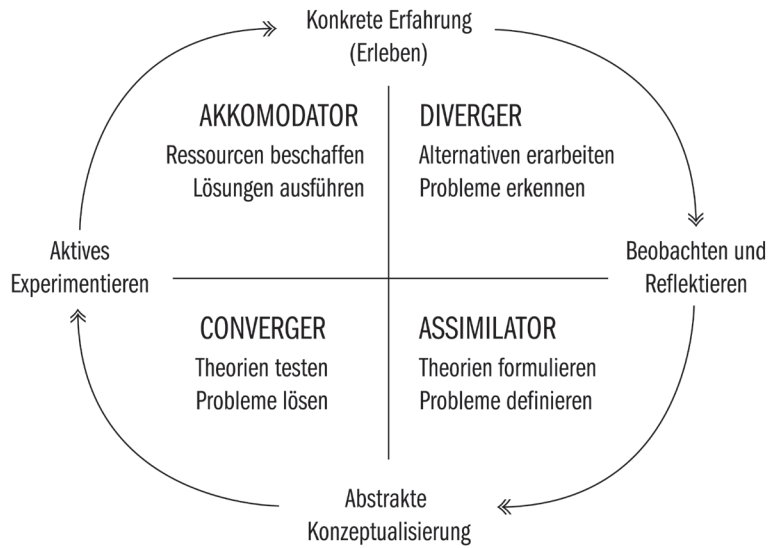 Konkrete Erfahrung
(Erleben)
AKKOMODATOR
Ressourcen beschaffen
Lösungen ausführen
DIVERGER
Alternativen erarbeiten
Probleme erkennen
Aktives
Experimentieren
Beobachten und
Reflektieren
CONVERGER
Theorien testen
Probleme lösen
ASSIMILATOR
Theorien formulieren
Probleme definieren
Abstrakte
Konzeptualisierung